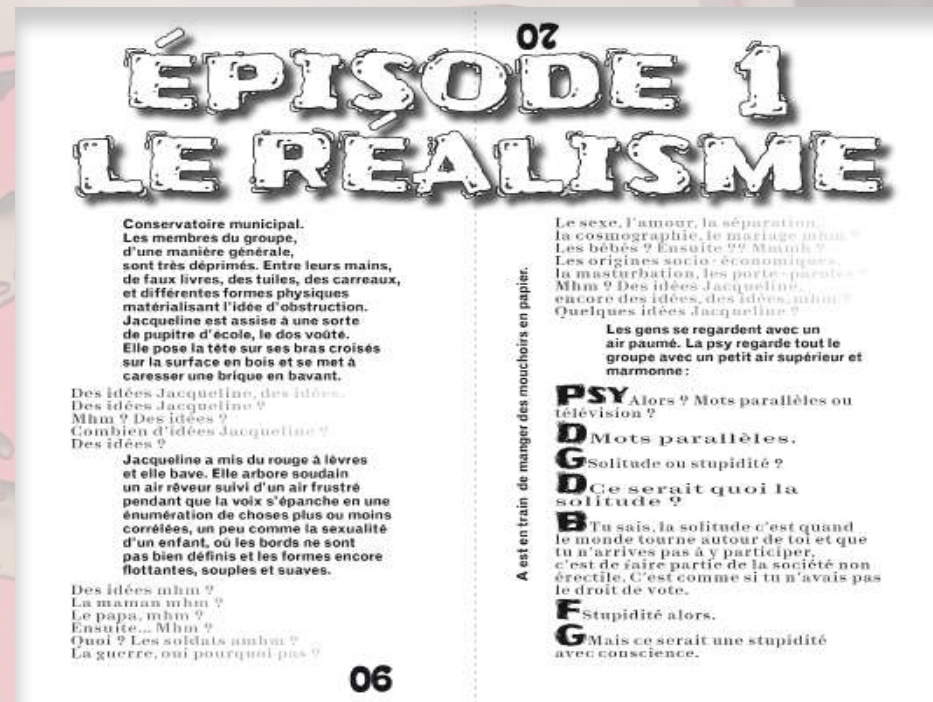 ÉPISODE 1
LE RÉALISME
Conservatoire municipal.
Les membres du groupe,
d'une manière générale,
sont très déprimés. Entre leurs mains,
de faux livres, des tuiles, des carreaux,
et différentes formes physiques
matérialisant l'idée d'obstruction.
Jacqueline est assise à une sorte
de pupitre d'école, le dos voûté.
Elle pose la tête sur ses bras croisés
sur la surface en bois et se met à
caresser une brique en bavant.
Des idées Jacqueline, des idées.
Des idées Jacqueline ?
Mhm ? Des idées ?
Combien d'idées Jacqueline ?
Des idées ?
Jacqueline a mis du rouge à lèvres
et elle bave. Elle arbore soudain
un air rêveur suivi d'un air frustré
pendant que la voix s'épanche en une
énumération de choses plus ou moins
corrélées, un peu comme la sexualité
d'un enfant, où les bords ne sont
pas bien définis et les formes encore
flottantes, souples et suaves.
Des idées mhm ?
La maman mhm ?
Le papa, mhm ?
Ensuite... Mhm ?
Quoi ? Les soldats amhm ?
La guerre, oui pourquoi pas ?
06
07
Le sexe, l'amour, la séparation,
la cosmographie, le mariage mhm ?
Les bébés ? Ensuite ?? Mmmh ?
Les origines socio-économiques,
la masturbation, les porte-paroles ?
Mhm ? Des idées Jacqueline,
encore des idées, des idées, mhm ?
Quelques idées Jacqueline ?
Les gens se regardent avec un
air paumé. La psy regarde tout le
groupe avec un petit air supérieur et
marmonne :
PSY Alors ? Mots parallèles ou
télévision ?
D Mots parallèles.
G Solitude ou stupidité ?
D Ce serait quoi la
solitude ?
B Tu sais, la solitude c'est quand
le monde tourne autour de toi et que
tu n'arrives pas à y participer,
c'est de faire partie de la société non
érectile. C'est comme si tu n'avais pas
le droit de vote.
F Stupidité alors.
G Mais ce serait une stupidité
avec conscience.
A est en train de manger des mouchoirs en papier.